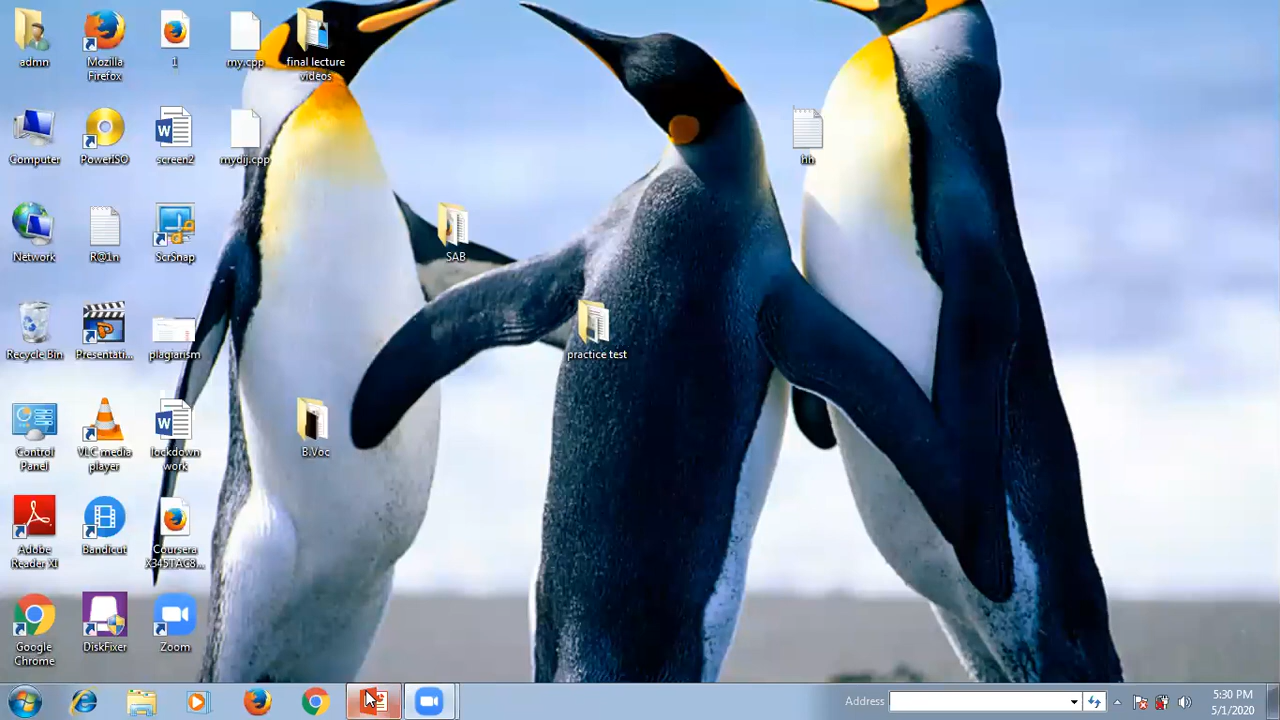 admn
Mozilla
Firefox
1
my.cpp
final lecture
videos
Computer
PowerISO
screen2
mydij.cpp
hh
Network
R@1n
ScrSnap
SAB
Recycle Bin
Presentati...
plagiarism
practice test
Control
Panel
VLC media
player
lockdown
work
B.Voc
Adobe
Reader XI
Bandicut
Coursera
X345TAG8...
Google
Chrome
DiskFixer
Zoom
Address
5:30 PM
5/1/2020